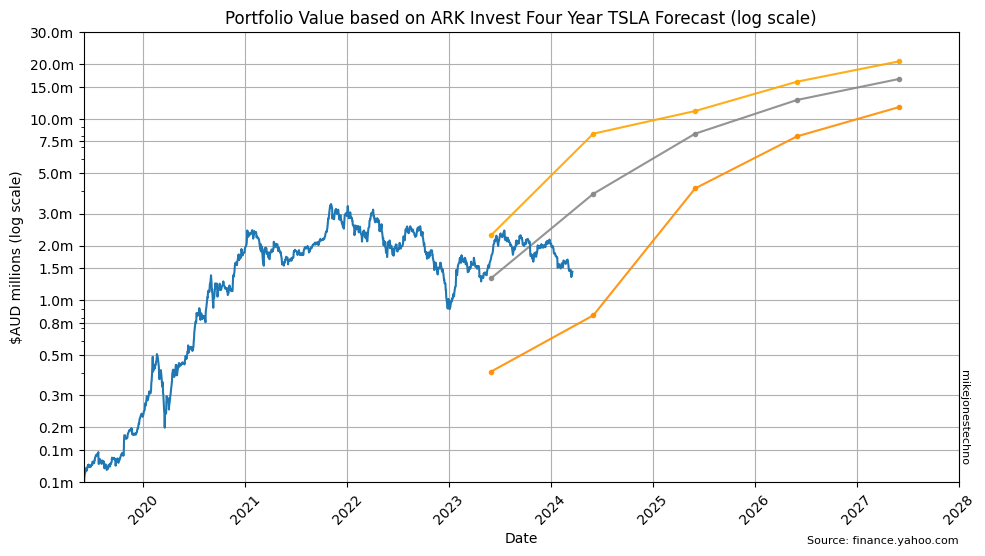 Portfolio Value based on ARK Invest Four Year TSLA Forecast (log scale)
$AUD millions (log scale)
30.0m
20.0m
15.0m
10.0m
7.5m
5.0m
3.0m
2.0m
1.5m
1.0m
0.8m
0.5m
0.3m
0.2m
0.1m
0.1m
2020
2021
2022
2023
2024
2025
2026
2027
2028
Date
mikejonestechno
Source: finance.yahoo.com